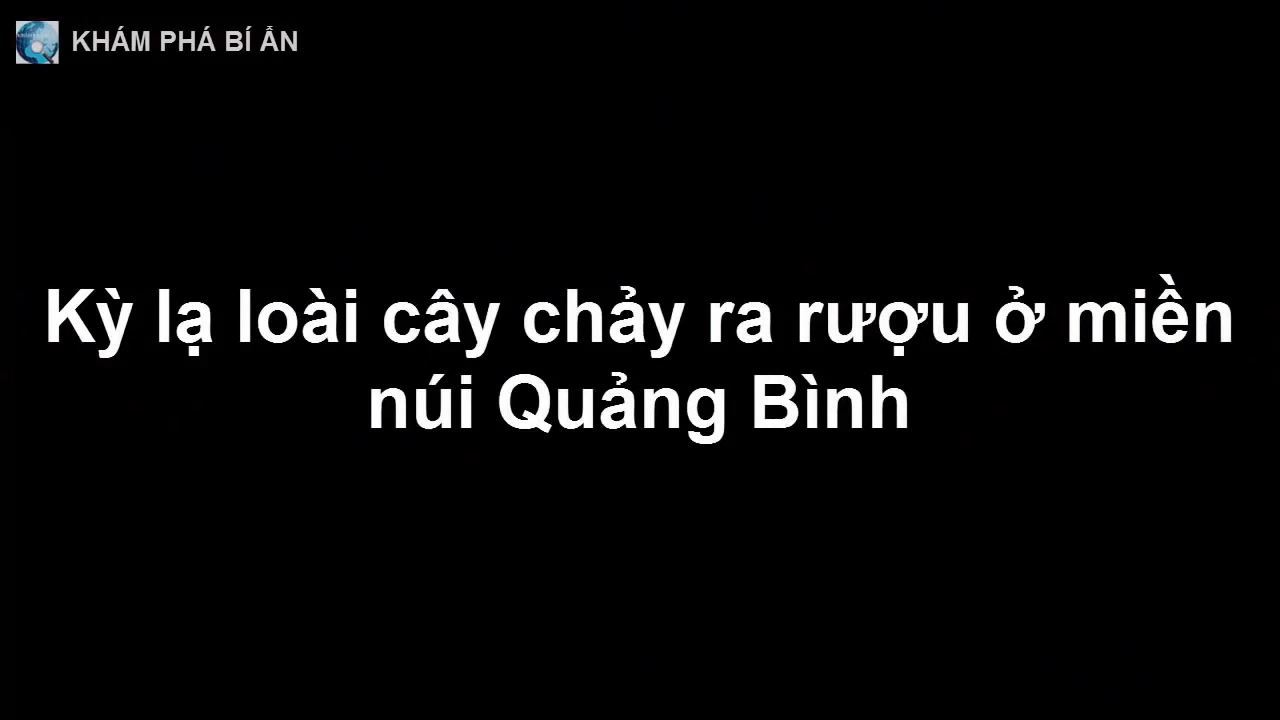 KHÁM PHÁ BÍ ẨN
Kỳ lạ loài cây chảy ra rượu ở miền
núi Quảng Bình